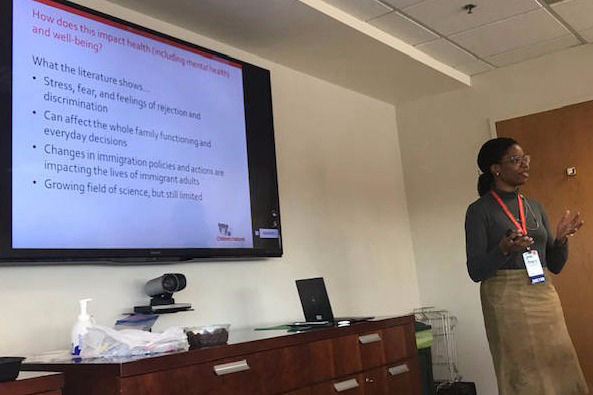 How does this impact health (including mental health)
and well-being?
What the literature shows...
• Stress, fear, and feelings of rejection and
discrimination
• Can affect the whole family functioning and
everyday decisions
• Changes in immigration policies and actions are
impacting the lives of immigrant adults
• Growing field of science, but still limited
Children's National